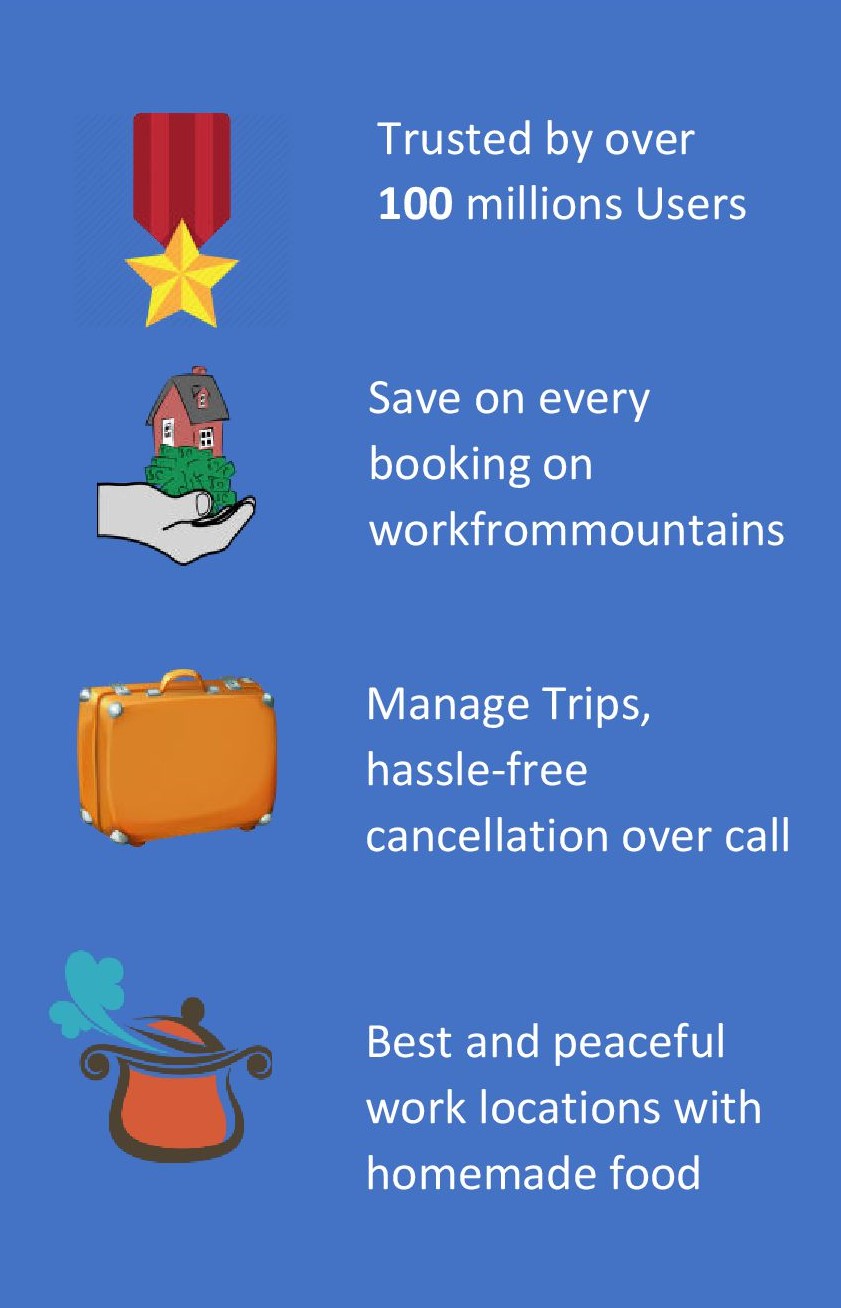 Trusted by over
100 millions Users
Save on every
booking on
workfrommountains
Manage Trips,
hassle-free
cancellation over call
Best and peaceful
work locations with
homemade food